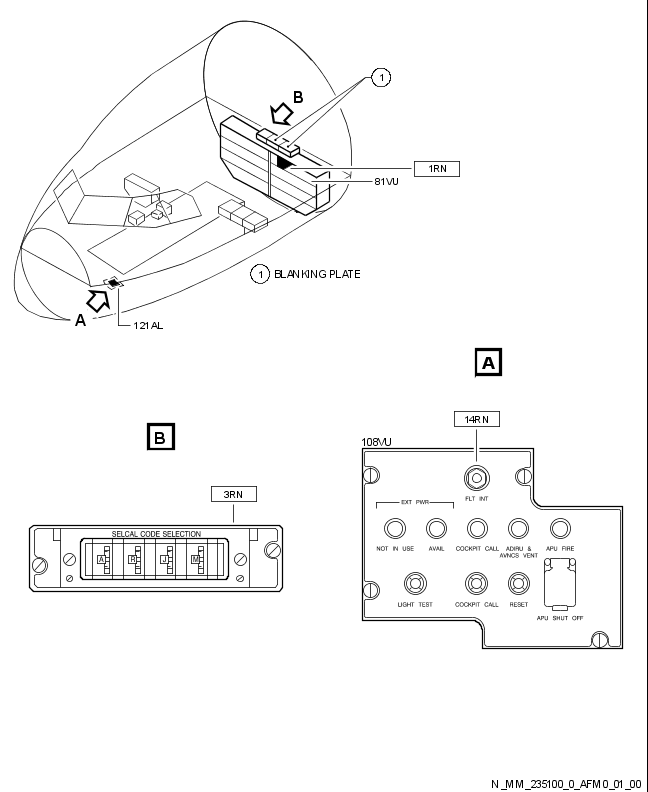 1
B
1RN
81VU
1 BLANKING PLATE
A
121AL
A
14RN
B
108VU
3RN
FLT INT
EXT PWR
SELCAL CODE SELECTION
NOT IN USE AVAIL COCKPIT CALL ADIRU & AVNCS VENT APU FIRE
A B J M
LIGHT TEST COCKPIT CALL RESET
APU SHUT OFF
N_MM_235100_0_AFM0_01_00